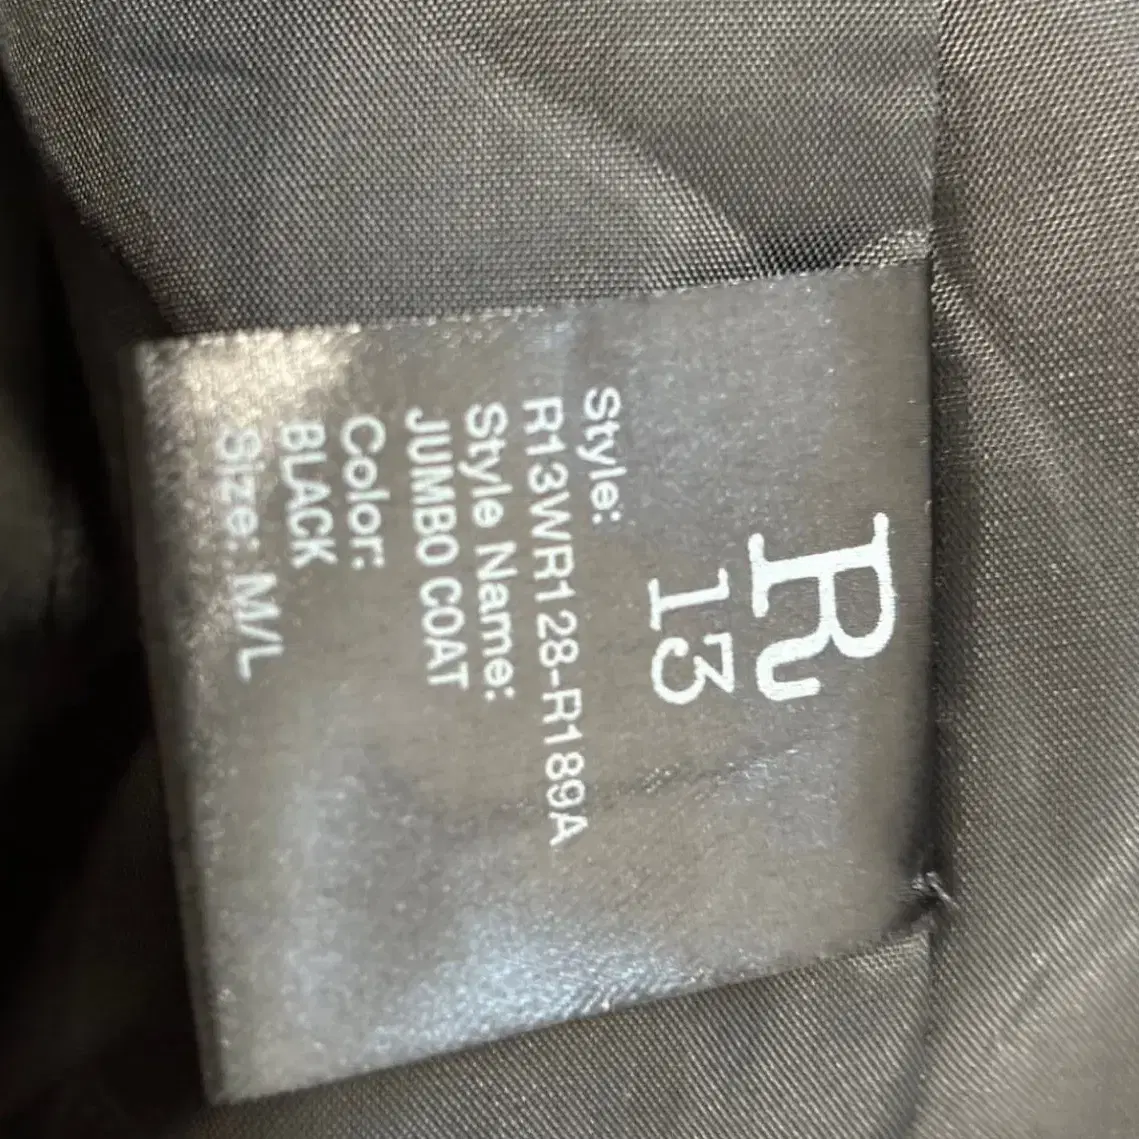 R
13
Style:
R13WR128-R189A
Style Name:
JUMBO COAT
Color:
BLACK
Size: M/L